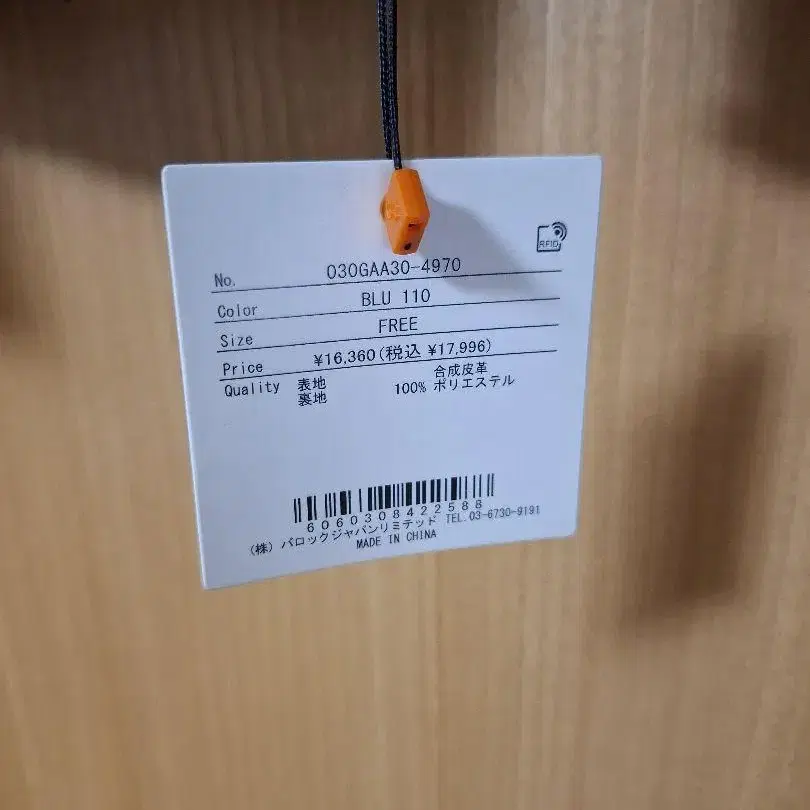 RFID
No. 030GAA30-4970
Color BLU 110
Size FREE
Price ¥16,360(税込 ¥17,996)
Quality 表地 合成皮革
裏地 100% ポリエステル
6060308422588
(株) バロックジャパンリミテッド TEL.03-6730-9191
MADE IN CHINA